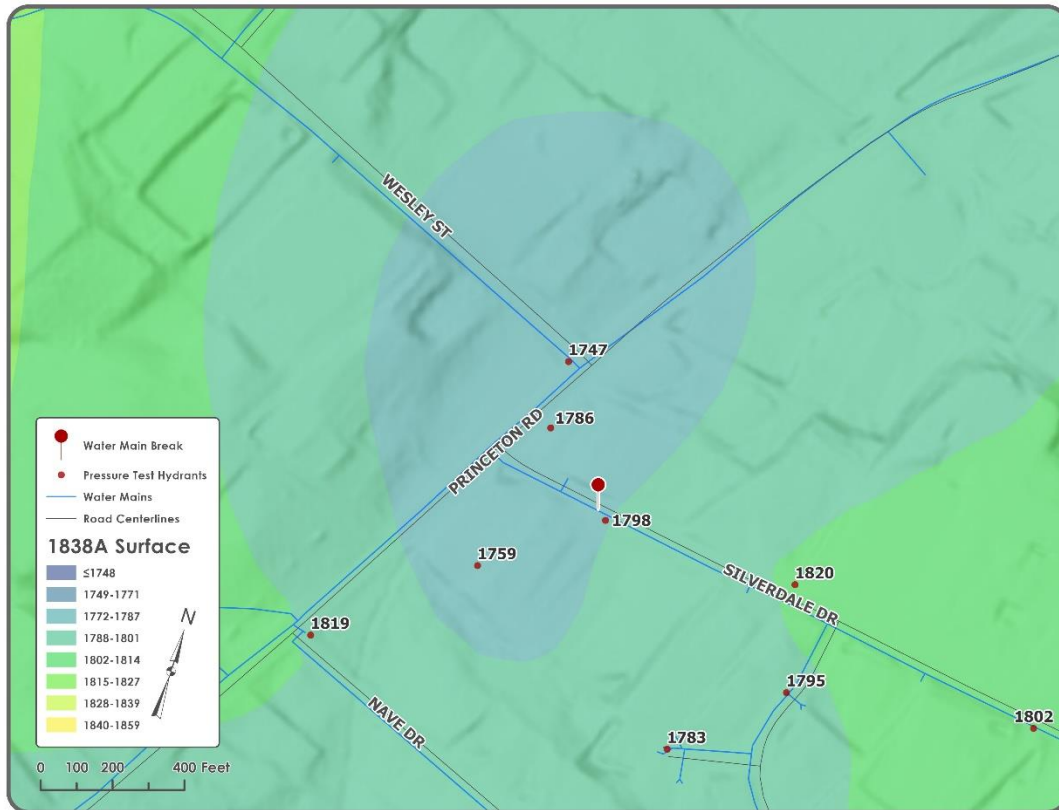 WESLEY ST
1747
1786
PRINCETON RD
1798
1759
1820
SILVERDALE DR
1819
1795
1802
NAVE DR
1783
Water Main Break
Pressure Test Hydrants
Water Mains
Road Centerlines
1838A Surface
≤1748
1749-1771
1772-1787
1788-1801
1802-1814
1815-1827
1828-1839
1840-1859
N
0 100 200 400 Feet